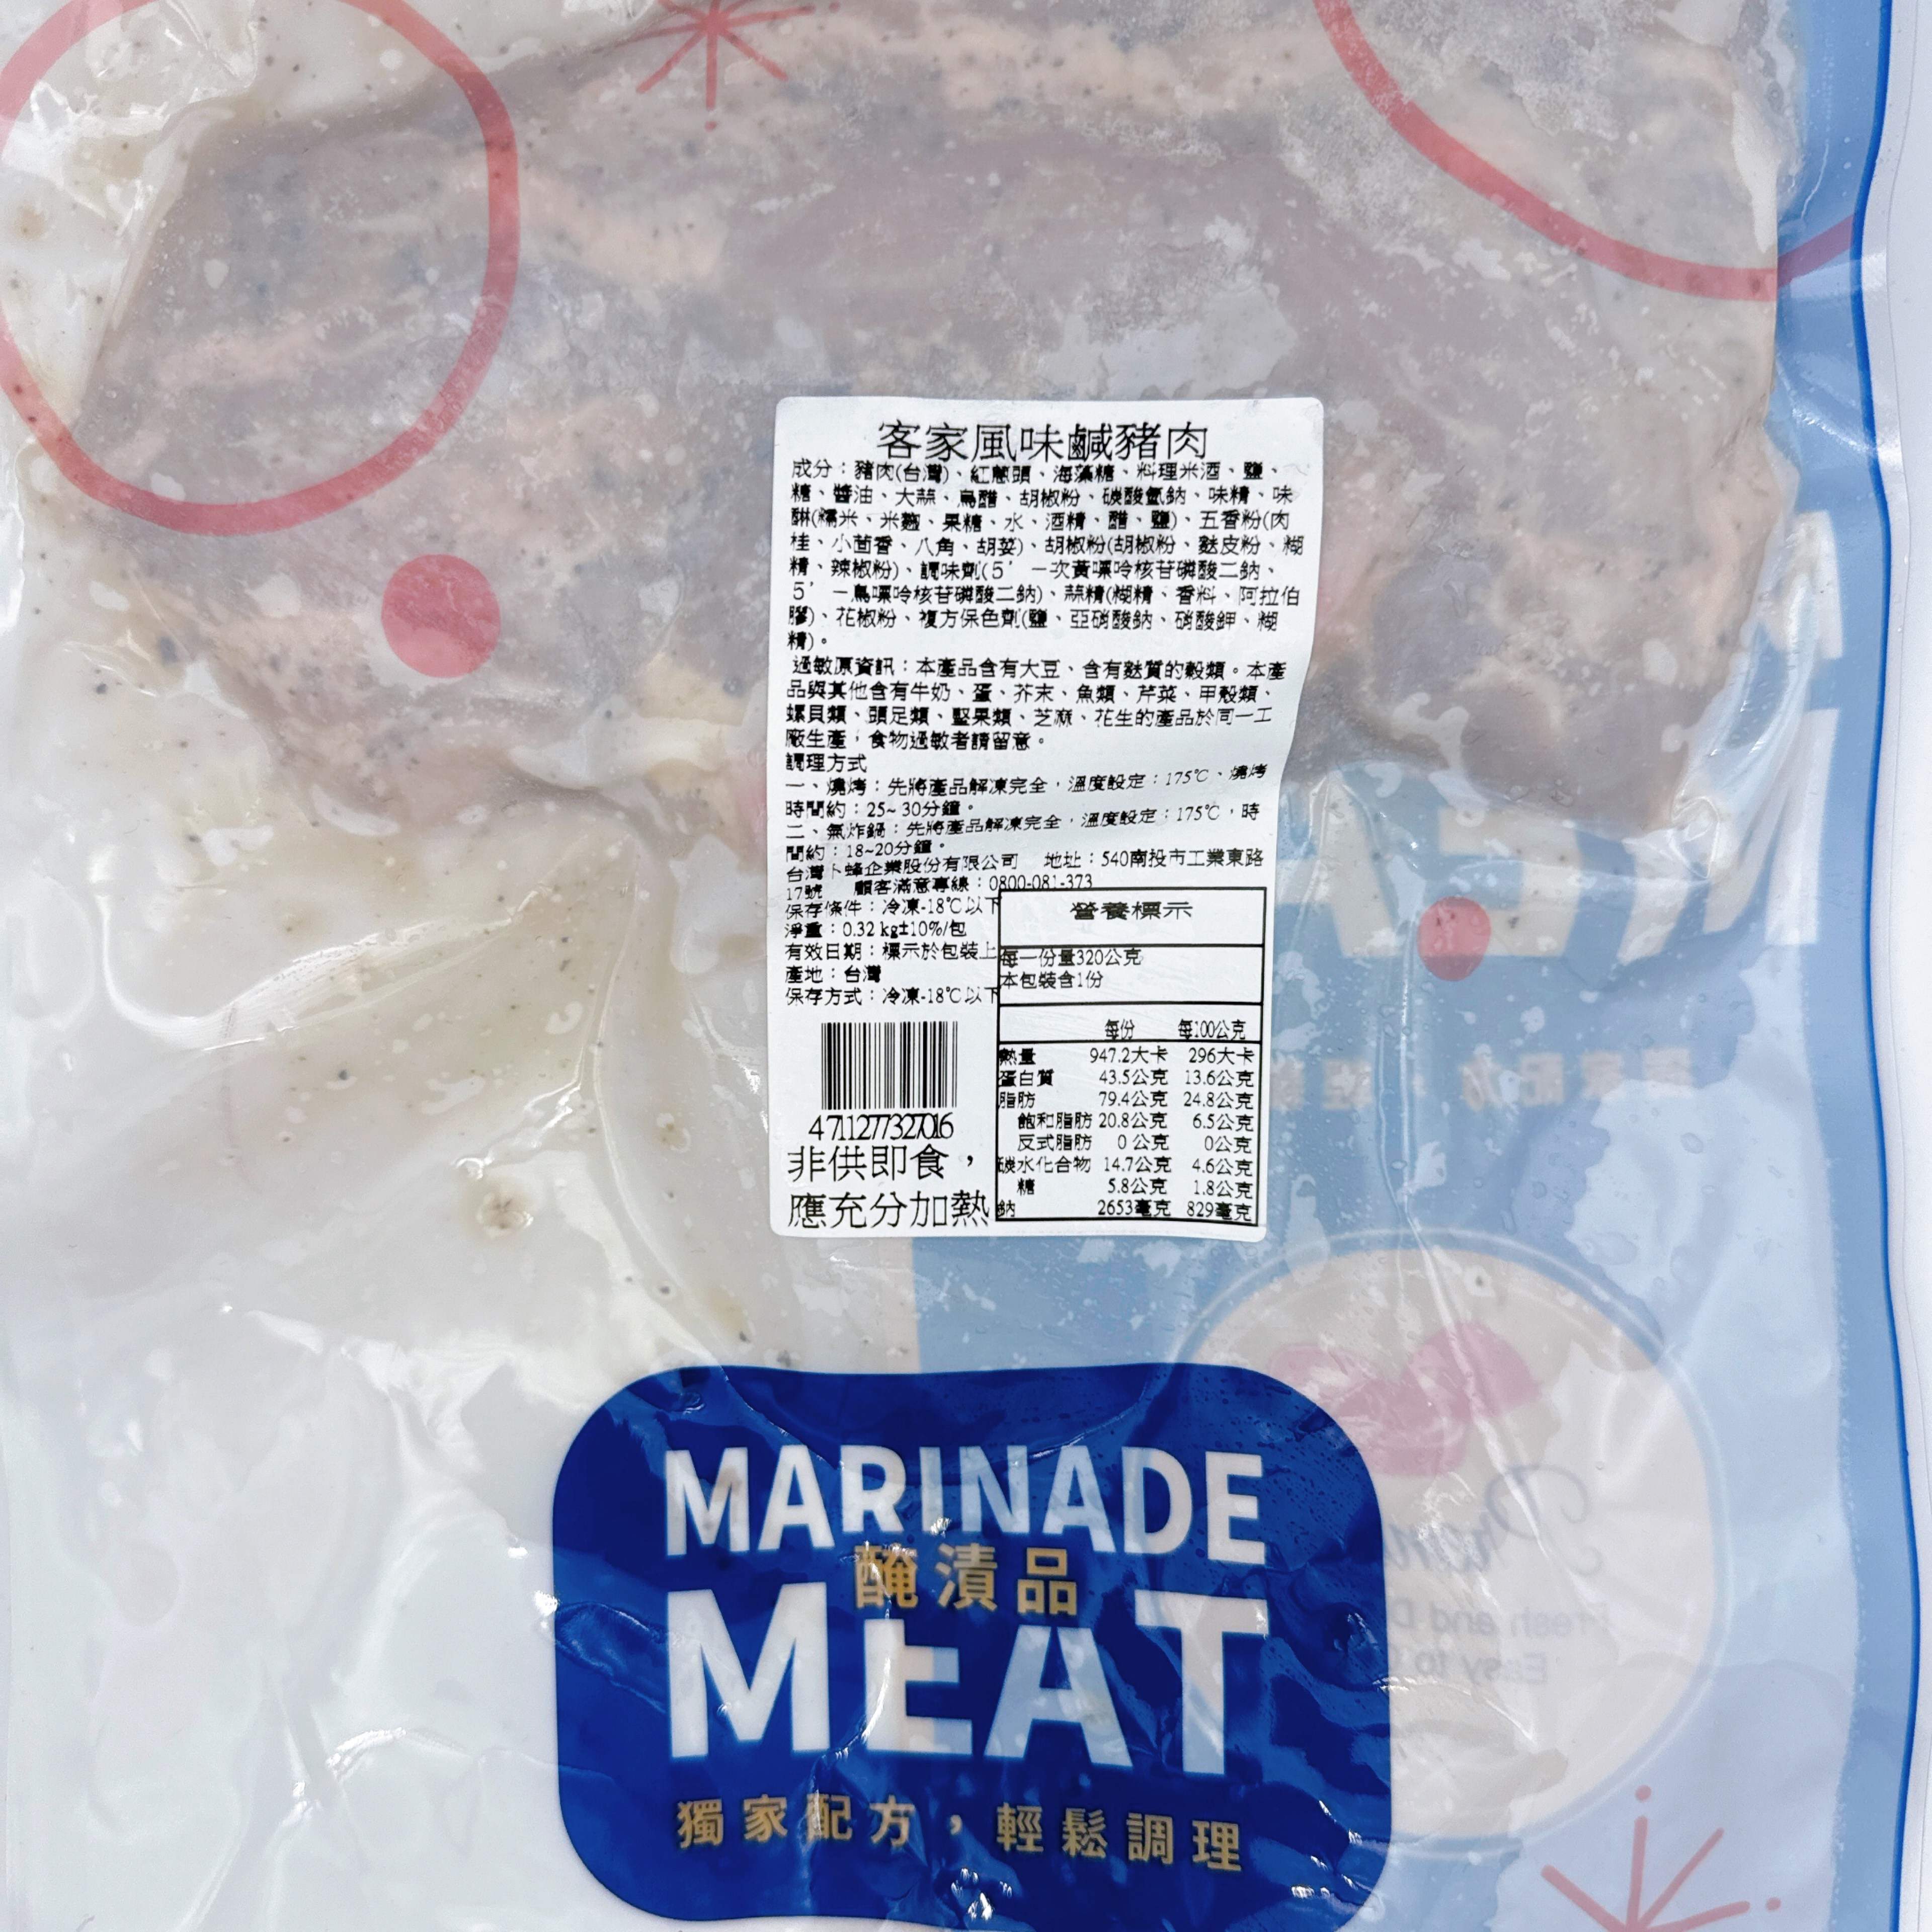 客家風味鹹豬肉
成分：豬肉(台灣)、紅蔥頭、海藻糖、料理米酒、鹽、
糖、醬油、大蒜、烏醋、胡椒粉、碳酸氫鈉、味精、味
醂(糯米、米麴、果糖、水、酒精、醋、鹽)、五香粉(肉
桂、小茴香、八角、胡荽)、胡椒粉(胡椒粉、麩皮粉、糊
精、辣椒粉)、調味劑(5’－次黃嘌呤核苷磷酸二鈉、
5’－鳥嘌呤核苷磷酸二鈉)、蒜精(糊精、香料、阿拉伯
膠)、花椒粉、複方保色劑(鹽、亞硝酸鈉、硝酸鉀、糊
精)。
過敏原資訊：本產品含有大豆、含有麩質的穀類。本產
品與其他含有牛奶、蛋、芥末、魚類、芹菜、甲殼類、
螺貝類、頭足類、堅果類、芝麻、花生的產品於同一工
廠生產，食物過敏者請留意。
調理方式
一、燒烤：先將產品解凍完全，溫度設定：175℃、燒烤
時間約：25~30分鐘。
二、氣炸鍋：先將產品解凍完全，溫度設定：175℃，時
間約：18~20分鐘。
台灣卜蜂企業股份有限公司 地址：540南投市工業東路
17號 顧客滿意專線：0800-081-373
保存條件：冷凍-18℃以下
淨重：0.32 kg±10%/包
有效日期：標示於包裝上
產地：台灣
保存方式：冷凍-18℃以下
4711277327016
非供即食，
應充分加熱
營養標示
每一份量320公克
本包裝含1份
每份 每100公克
熱量 947.2大卡 296大卡
蛋白質 43.5公克 13.6公克
脂肪 79.4公克 24.8公克
飽和脂肪 20.8公克 6.5公克
反式脂肪 0公克 0公克
碳水化合物 14.7公克 4.6公克
糖 5.8公克 1.8公克
鈉 2653毫克 829毫克
MARINADE
醃漬品
MEAT
獨家配方，輕鬆調理